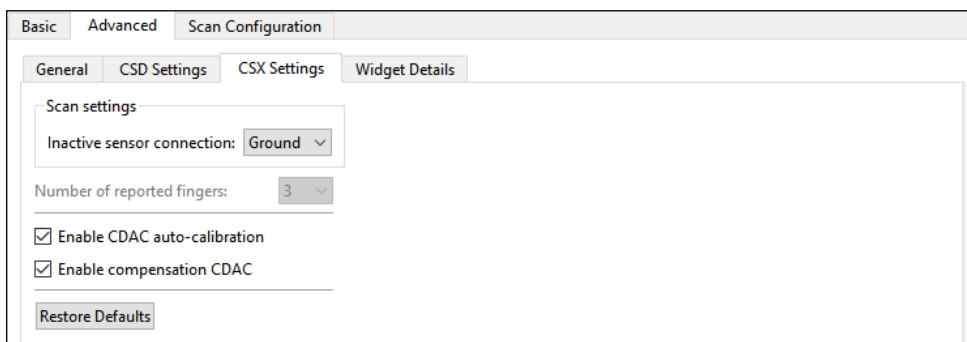 Basic Advanced Scan Configuration
General CSD Settings CSX Settings Widget Details
Scan settings
Inactive sensor connection: Ground
Number of reported fingers: 3
Enable CDAC auto-calibration
Enable compensation CDAC
Restore Defaults